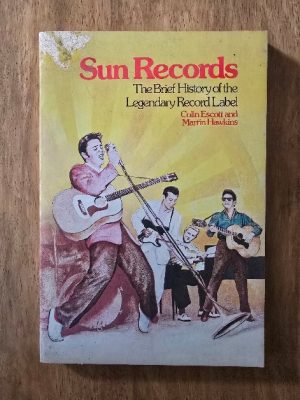 Sun Records
The Brief History of the
Legendary Record Label
Colin Escott and
Martin Hawkins